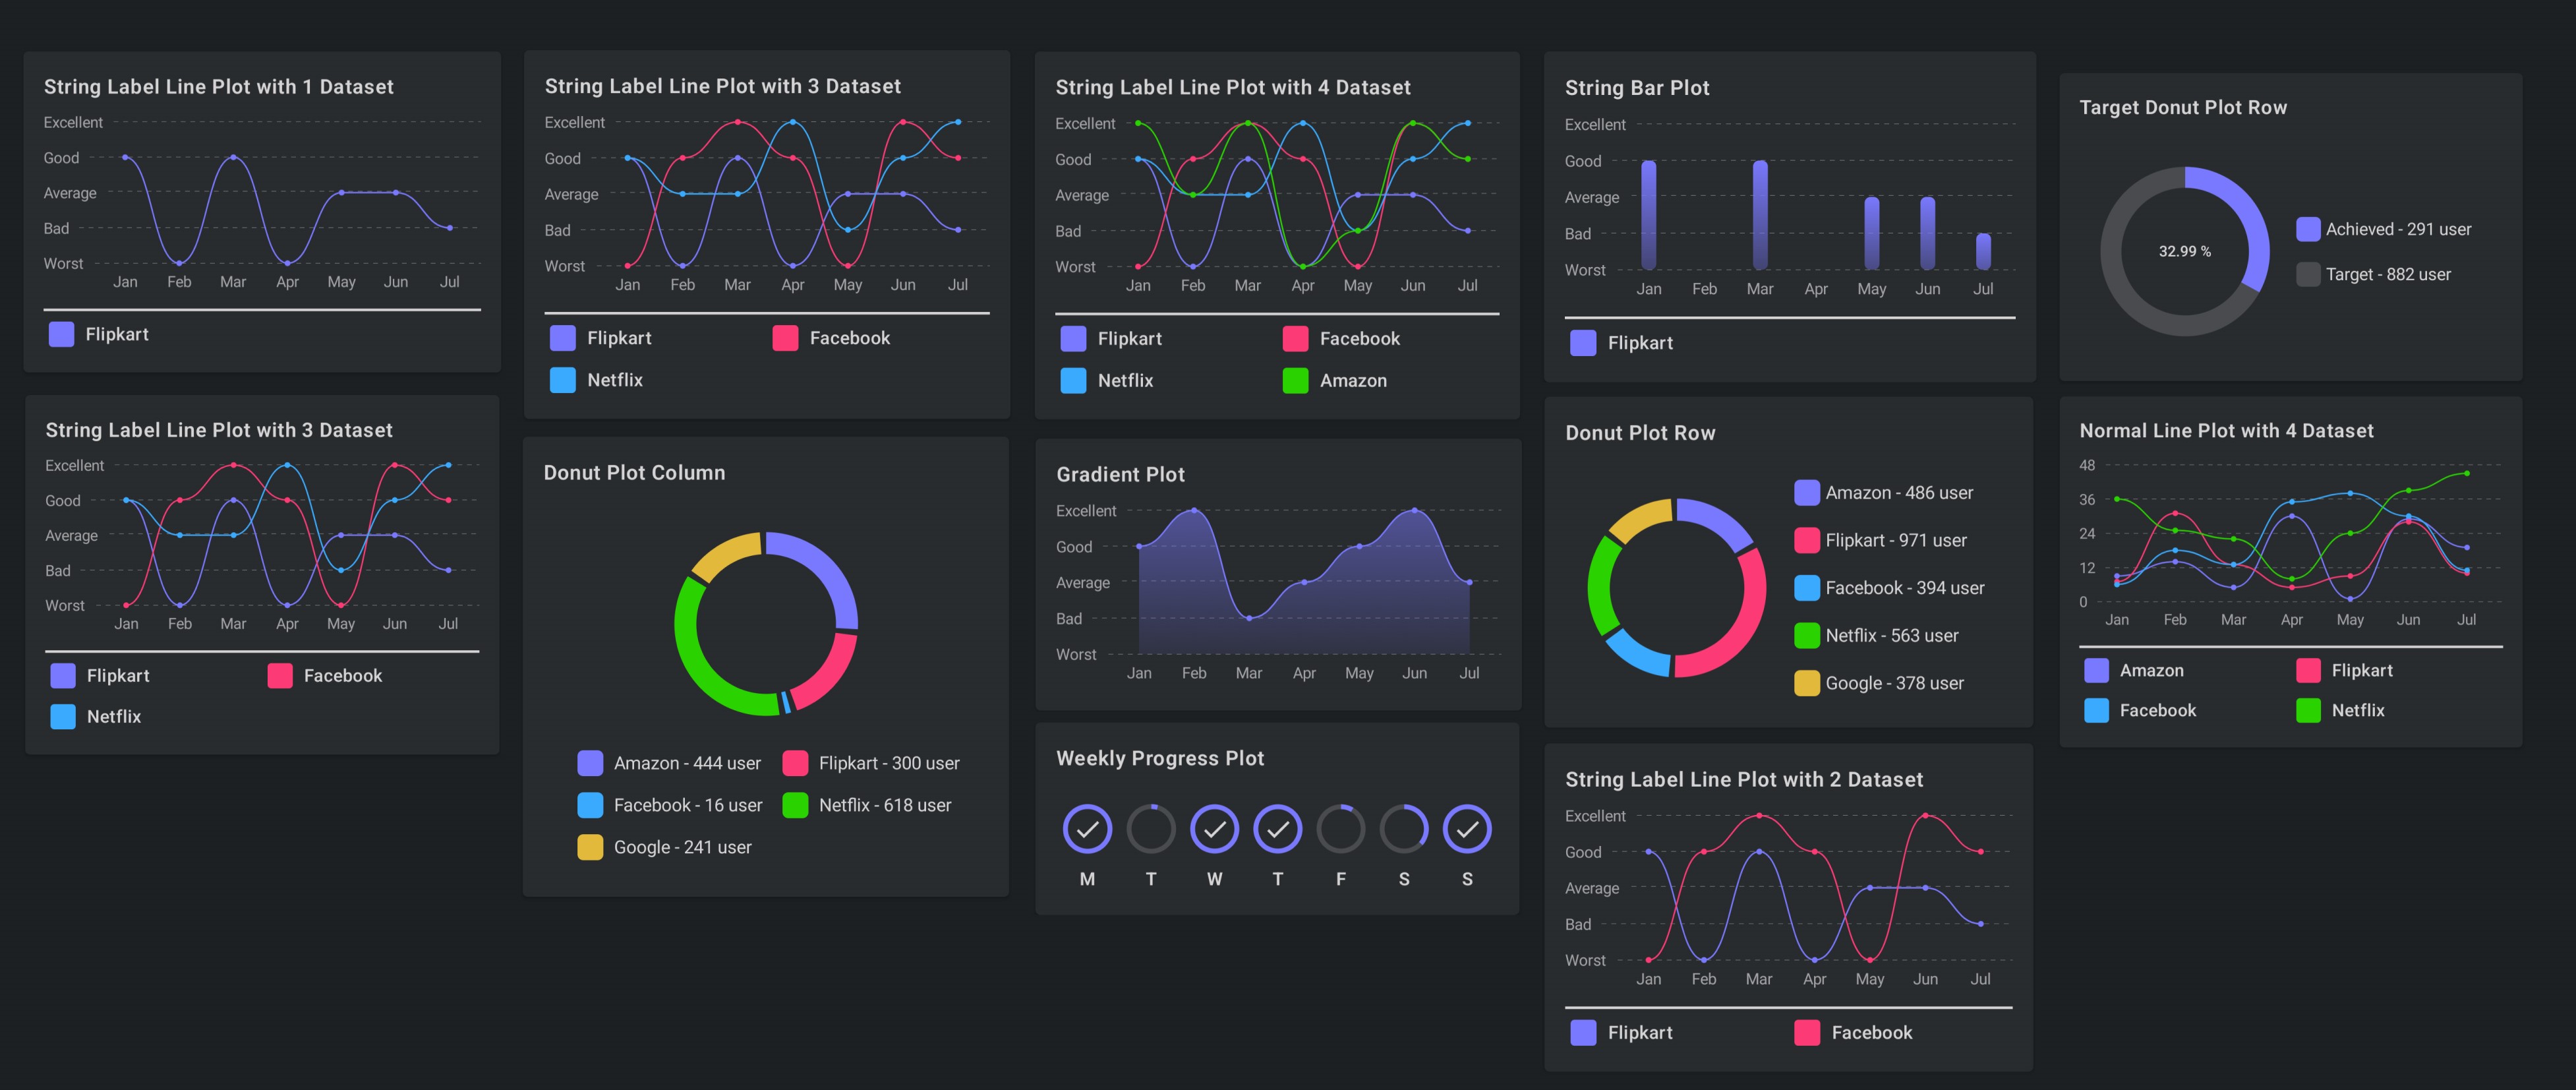 String Label Line Plot with 1 Dataset
Excellent
Good
Average
Bad
Worst
Jan Feb Mar Apr May Jun Jul
Flipkart
String Label Line Plot with 3 Dataset
Excellent
Good
Average
Bad
Worst
Jan Feb Mar Apr May Jun Jul
Flipkart Facebook
Netflix
String Label Line Plot with 3 Dataset
Excellent
Good
Average
Bad
Worst
Jan Feb Mar Apr May Jun Jul
Flipkart Facebook
Netflix
Donut Plot Column
Amazon - 444 user Flipkart - 300 user
Facebook - 16 user Netflix - 618 user
Google - 241 user
String Label Line Plot with 4 Dataset
Excellent
Good
Average
Bad
Worst
Jan Feb Mar Apr May Jun Jul
Flipkart Facebook
Netflix Amazon
Gradient Plot
Excellent
Good
Average
Bad
Worst
Jan Feb Mar Apr May Jun Jul
Weekly Progress Plot
M T W T F S S
String Bar Plot
Excellent
Good
Average
Bad
Worst
Jan Feb Mar Apr May Jun Jul
Flipkart
Donut Plot Row
Amazon - 486 user
Flipkart - 971 user
Facebook - 394 user
Netflix - 563 user
Google - 378 user
String Label Line Plot with 2 Dataset
Excellent
Good
Average
Bad
Worst
Jan Feb Mar Apr May Jun Jul
Flipkart Facebook
Target Donut Plot Row
32.99 %
Achieved - 291 user
Target - 882 user
Normal Line Plot with 4 Dataset
48
36
24
12
0
Jan Feb Mar Apr May Jun Jul
Amazon Flipkart
Facebook Netflix